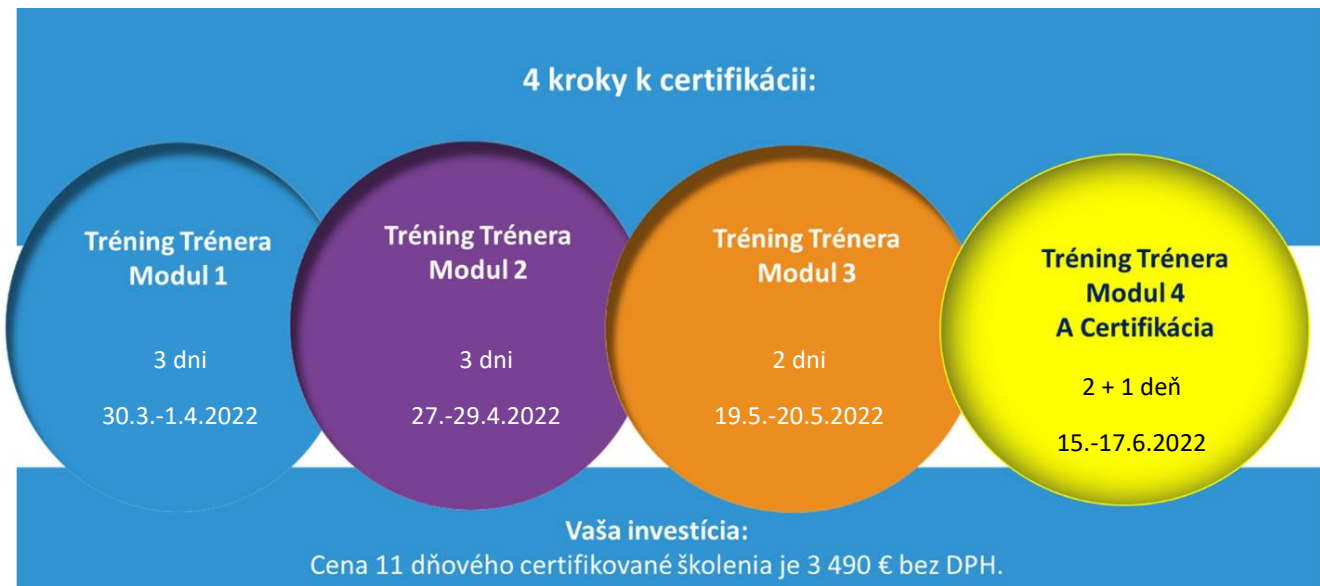 4 kroky k certifikácii:
Tréning Trénera
Modul 1
3 dni
30.3.-1.4.2022
Tréning Trénera
Modul 2
3 dni
27.-29.4.2022
Tréning Trénera
Modul 3
2 dni
19.5.-20.5.2022
Tréning Trénera
Modul 4
A Certifikácia
2 + 1 deň
15.-17.6.2022
Vaša investícia:
Cena 11 dňového certifikované školenia je 3 490 € bez DPH.